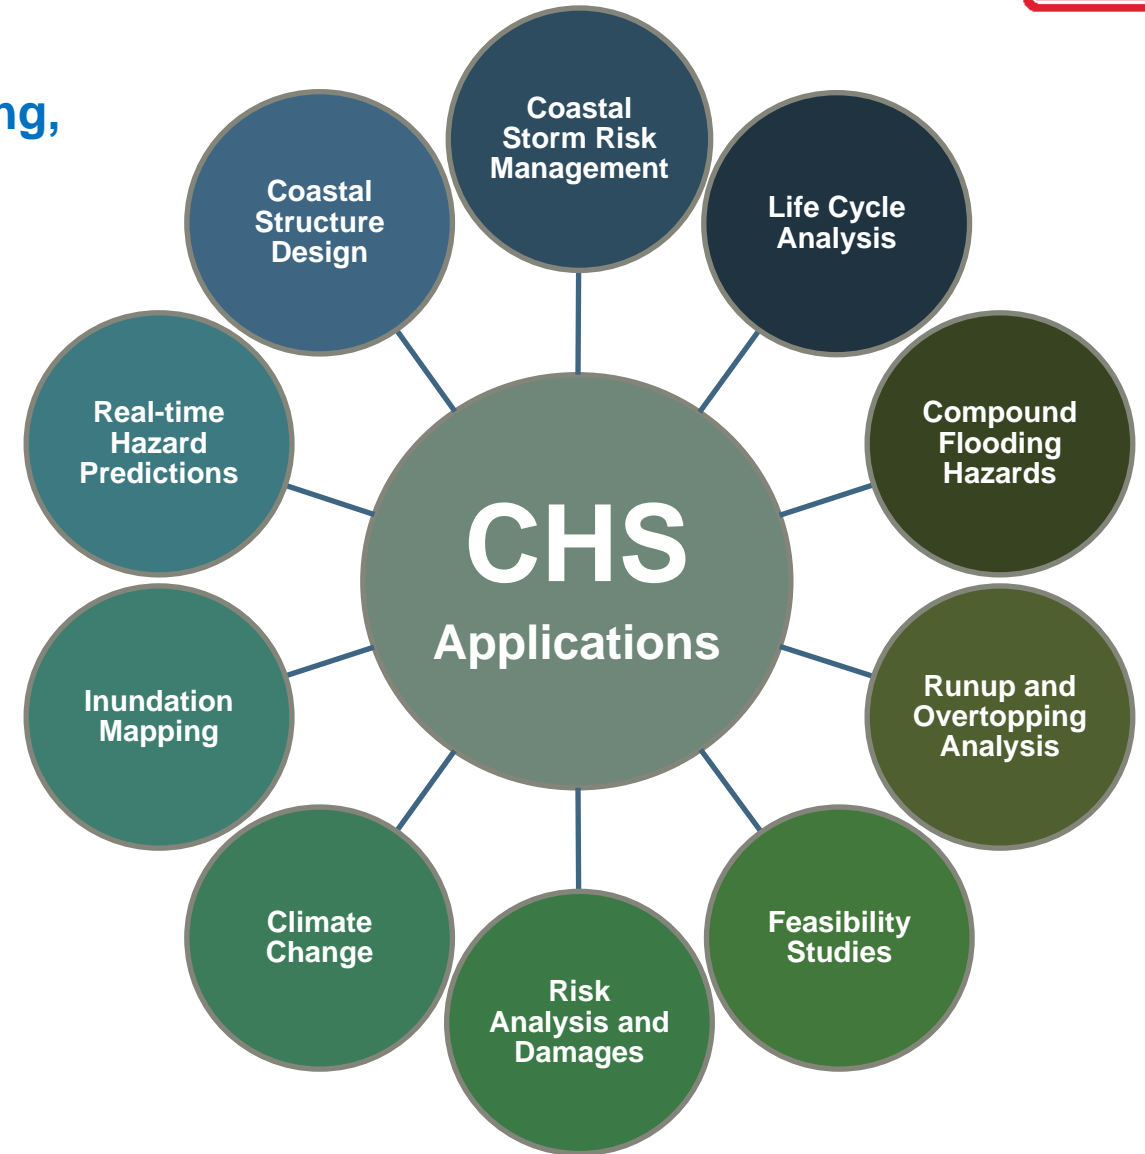 ng,
Coastal
Storm Risk
Management
Life Cycle
Analysis
Compound
Flooding
Hazards
Runup and
Overtopping
Analysis
Feasibility
Studies
Risk
Analysis and
Damages
Climate
Change
Inundation
Mapping
Real-time
Hazard
Predictions
Coastal
Structure
Design
CHS
Applications